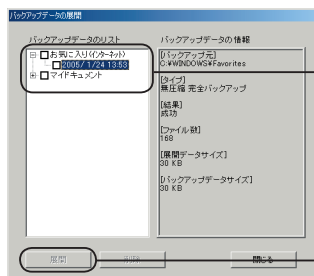 バックアップデータの展開
バックアップデータのリスト
お気に入り(インターネット)
2005/ 1/24 13:53
マイドキュメント
バックアップデータの情報
[バックアップ元]
C:¥WINDOWS¥Favorites
[タイプ]
無圧縮 完全バックアップ
[結果]
成功
[ファイル数]
168
[展開データサイズ]
30 KB
[バックアップデータサイズ]
30 KB
展開
削除
閉じる